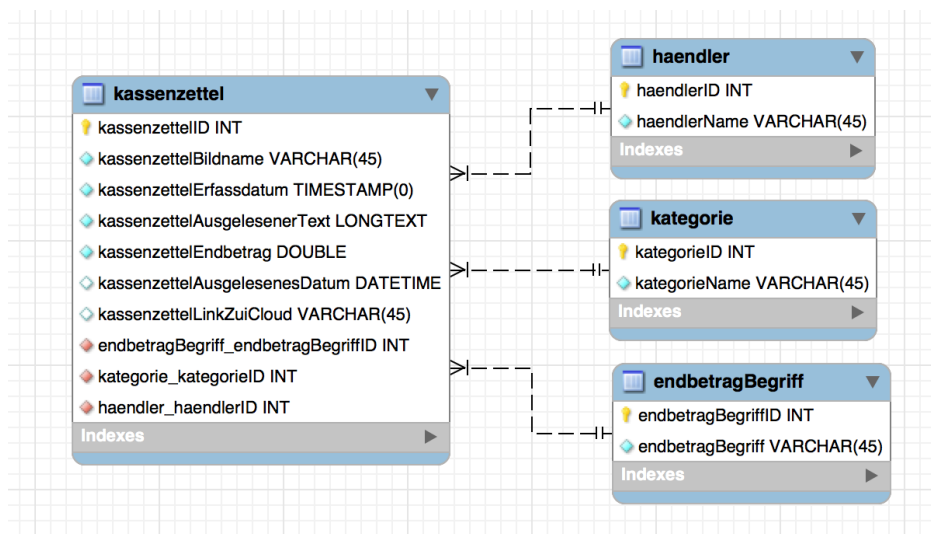 kassenzettel
kassenzettelID INT
kassenzettelBildname VARCHAR(45)
kassenzettelErfassdatum TIMESTAMP(0)
kassenzettelAusgelesenerText LONGTEXT
kassenzettelEndbetrag DOUBLE
kassenzettelAusgelesenesDatum DATETIME
kassenzettelLinkZuiCloud VARCHAR(45)
endbetragBegriff_endbetragBegriffID INT
kategorie_kategorieID INT
haendler_haendlerID INT
Indexes
haendler
haendlerID INT
haendlerName VARCHAR(45)
Indexes
kategorie
kategorieID INT
kategorieName VARCHAR(45)
Indexes
endbetragBegriff
endbetragBegriffID INT
endbetragBegriff VARCHAR(45)
Indexes